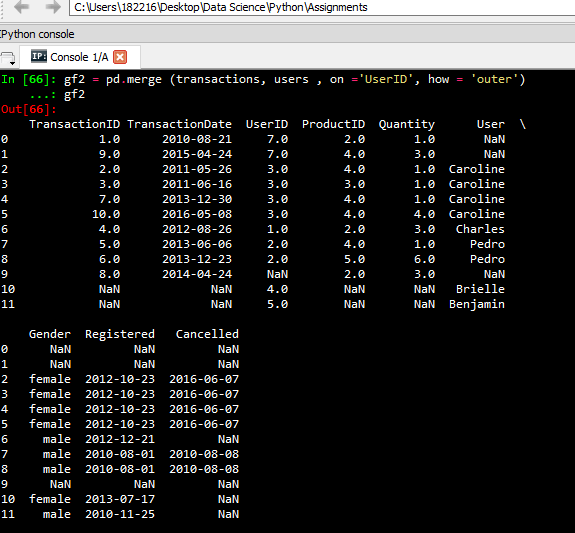 C:\Users\182216\Desktop\Data Science\Python\Assignments
IPython console
IP: Console 1/A
In [66]: gf2 = pd.merge (transactions, users , on ='UserID', how = 'outer')
    ...: gf2
Out[66]:
    TransactionID TransactionDate  UserID  ProductID  Quantity      User  \
0             1.0      2010-08-21     7.0        2.0       1.0       NaN
1             9.0      2015-04-24     7.0        4.0       3.0       NaN
2             2.0      2011-05-26     3.0        4.0       1.0  Caroline
3             3.0      2011-06-16     3.0        3.0       1.0  Caroline
4             7.0      2013-12-30     3.0        4.0       1.0  Caroline
5            10.0      2016-05-08     3.0        4.0       4.0  Caroline
6             4.0      2012-08-26     1.0        2.0       3.0   Charles
7             5.0      2013-06-06     2.0        4.0       1.0     Pedro
8             6.0      2013-12-23     2.0        5.0       6.0     Pedro
9             8.0      2014-04-24     NaN        2.0       3.0       NaN
10            NaN             NaN     4.0        NaN       NaN   Brielle
11            NaN             NaN     5.0        NaN       NaN  Benjamin
    Gender  Registered   Cancelled
0      NaN         NaN         NaN
1      NaN         NaN         NaN
2   female  2012-10-23  2016-06-07
3   female  2012-10-23  2016-06-07
4   female  2012-10-23  2016-06-07
5   female  2012-10-23  2016-06-07
6     male  2012-12-21         NaN
7     male  2010-08-01  2010-08-08
8     male  2010-08-01  2010-08-08
9      NaN         NaN         NaN
10  female  2013-07-17         NaN
11    male  2010-11-25         NaN